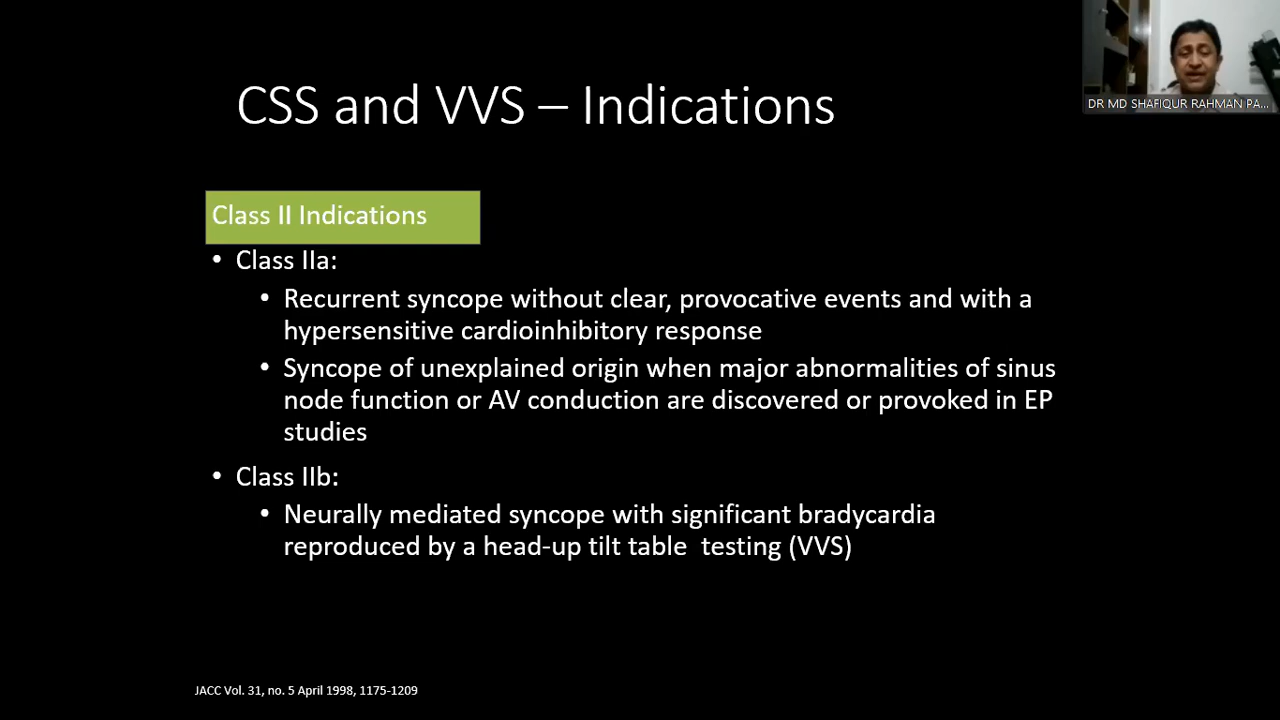 DR MD SHAFIQUR RAHMAN PA...
CSS and VVS – Indications
Class II Indications
• Class IIa:
• Recurrent syncope without clear, provocative events and with a
hypersensitive cardioinhibitory response
• Syncope of unexplained origin when major abnormalities of sinus
node function or AV conduction are discovered or provoked in EP
studies
• Class IIb:
• Neurally mediated syncope with significant bradycardia
reproduced by a head-up tilt table  testing (VVS)
JACC Vol. 31, no. 5 April 1998, 1175-1209